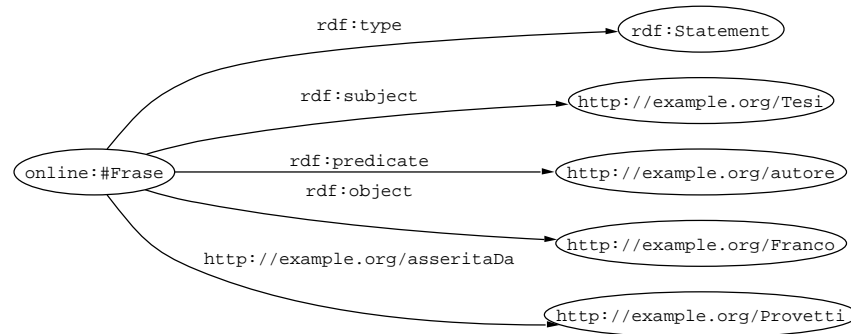 rdf:type
rdf:Statement
rdf:subject
http://example.org/Tesi
online:#Frase
rdf:predicate
http://example.org/autore
rdf:object
http://example.org/Franco
http://example.org/asseritaDa
http://example.org/Provetti